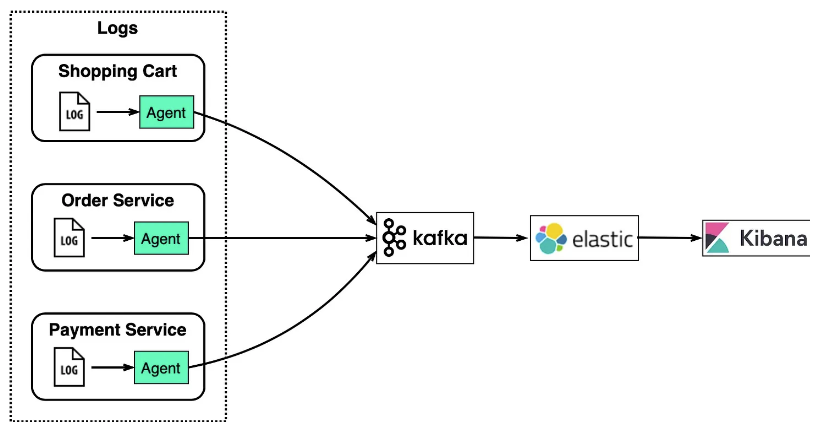 Logs
Shopping Cart
LOG
Agent
Order Service
LOG
Agent
Payment Service
LOG
Agent
kafka
elastic
Kibana